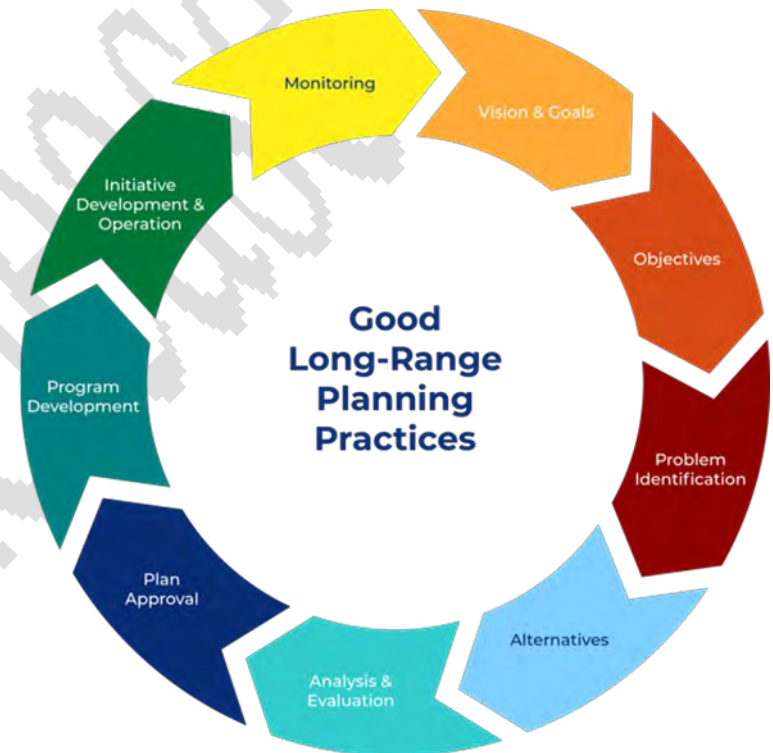 Monitoring
Vision & Goals
Objectives
Problem
Identification
Alternatives
Analysis &
Evaluation
Plan
Approval
Program
Development
Initiative
Development &
Operation
Good
Long-Range
Planning
Practices